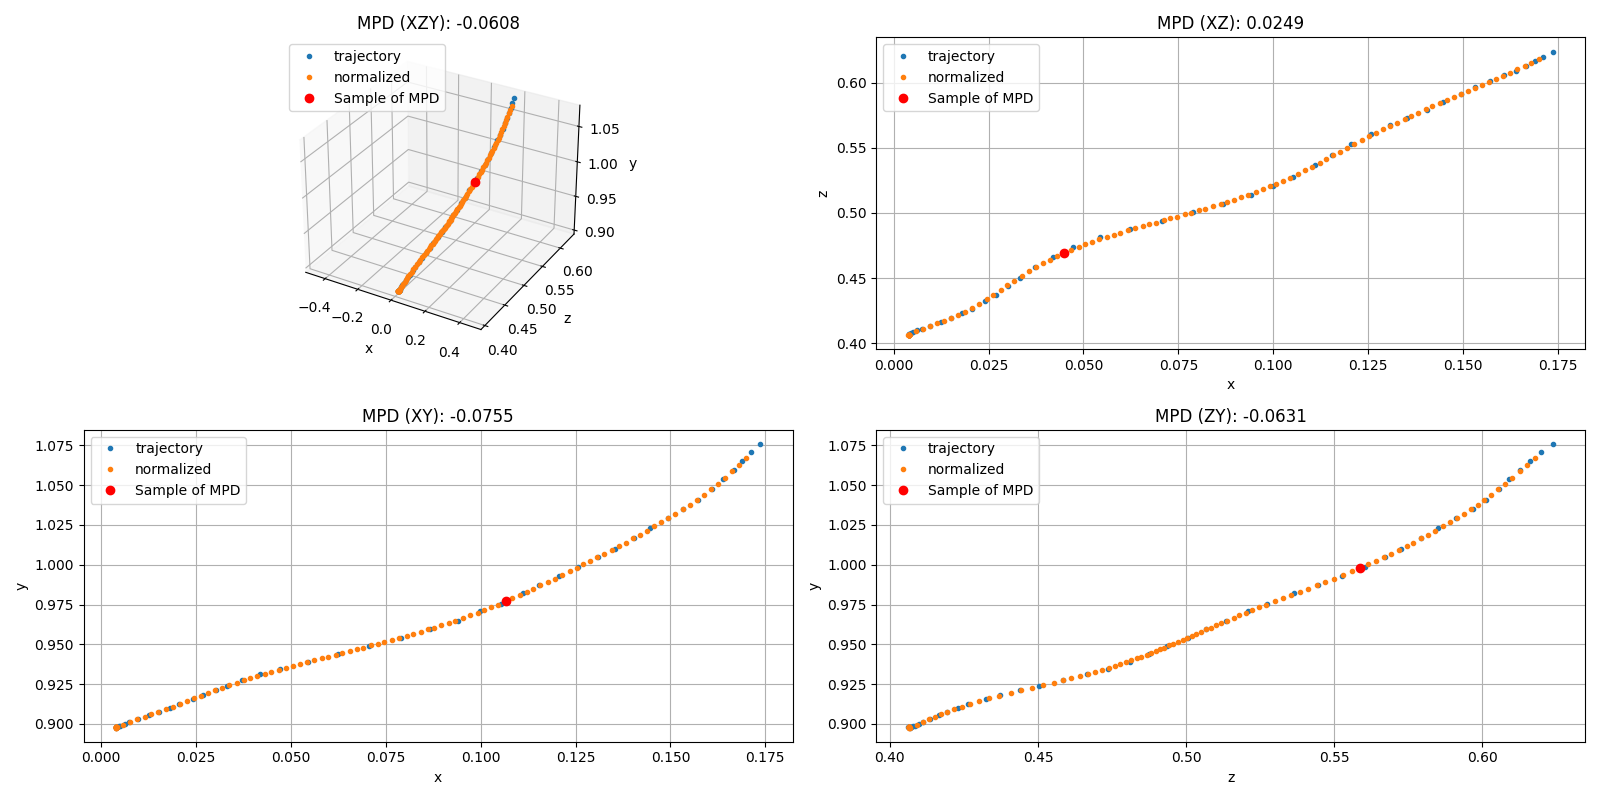 MPD (XZY): -0.0608
trajectory
normalized
Sample of MPD
1.05
1.00
0.95
0.90
y
−0.4
−0.2
0.0
0.2
0.4
x
0.40
0.45
0.50
0.55
0.60
z
MPD (XZ): 0.0249
trajectory
normalized
Sample of MPD
0.60
0.55
0.50
0.45
0.40
z
0.000 0.025 0.050 0.075 0.100 0.125 0.150 0.175
x
MPD (XY): -0.0755
trajectory
normalized
Sample of MPD
1.075
1.050
1.025
1.000
0.975
0.950
0.925
0.900
y
0.000 0.025 0.050 0.075 0.100 0.125 0.150 0.175
x
MPD (ZY): -0.0631
trajectory
normalized
Sample of MPD
1.075
1.050
1.025
1.000
0.975
0.950
0.925
0.900
y
0.40 0.45 0.50 0.55 0.60
z